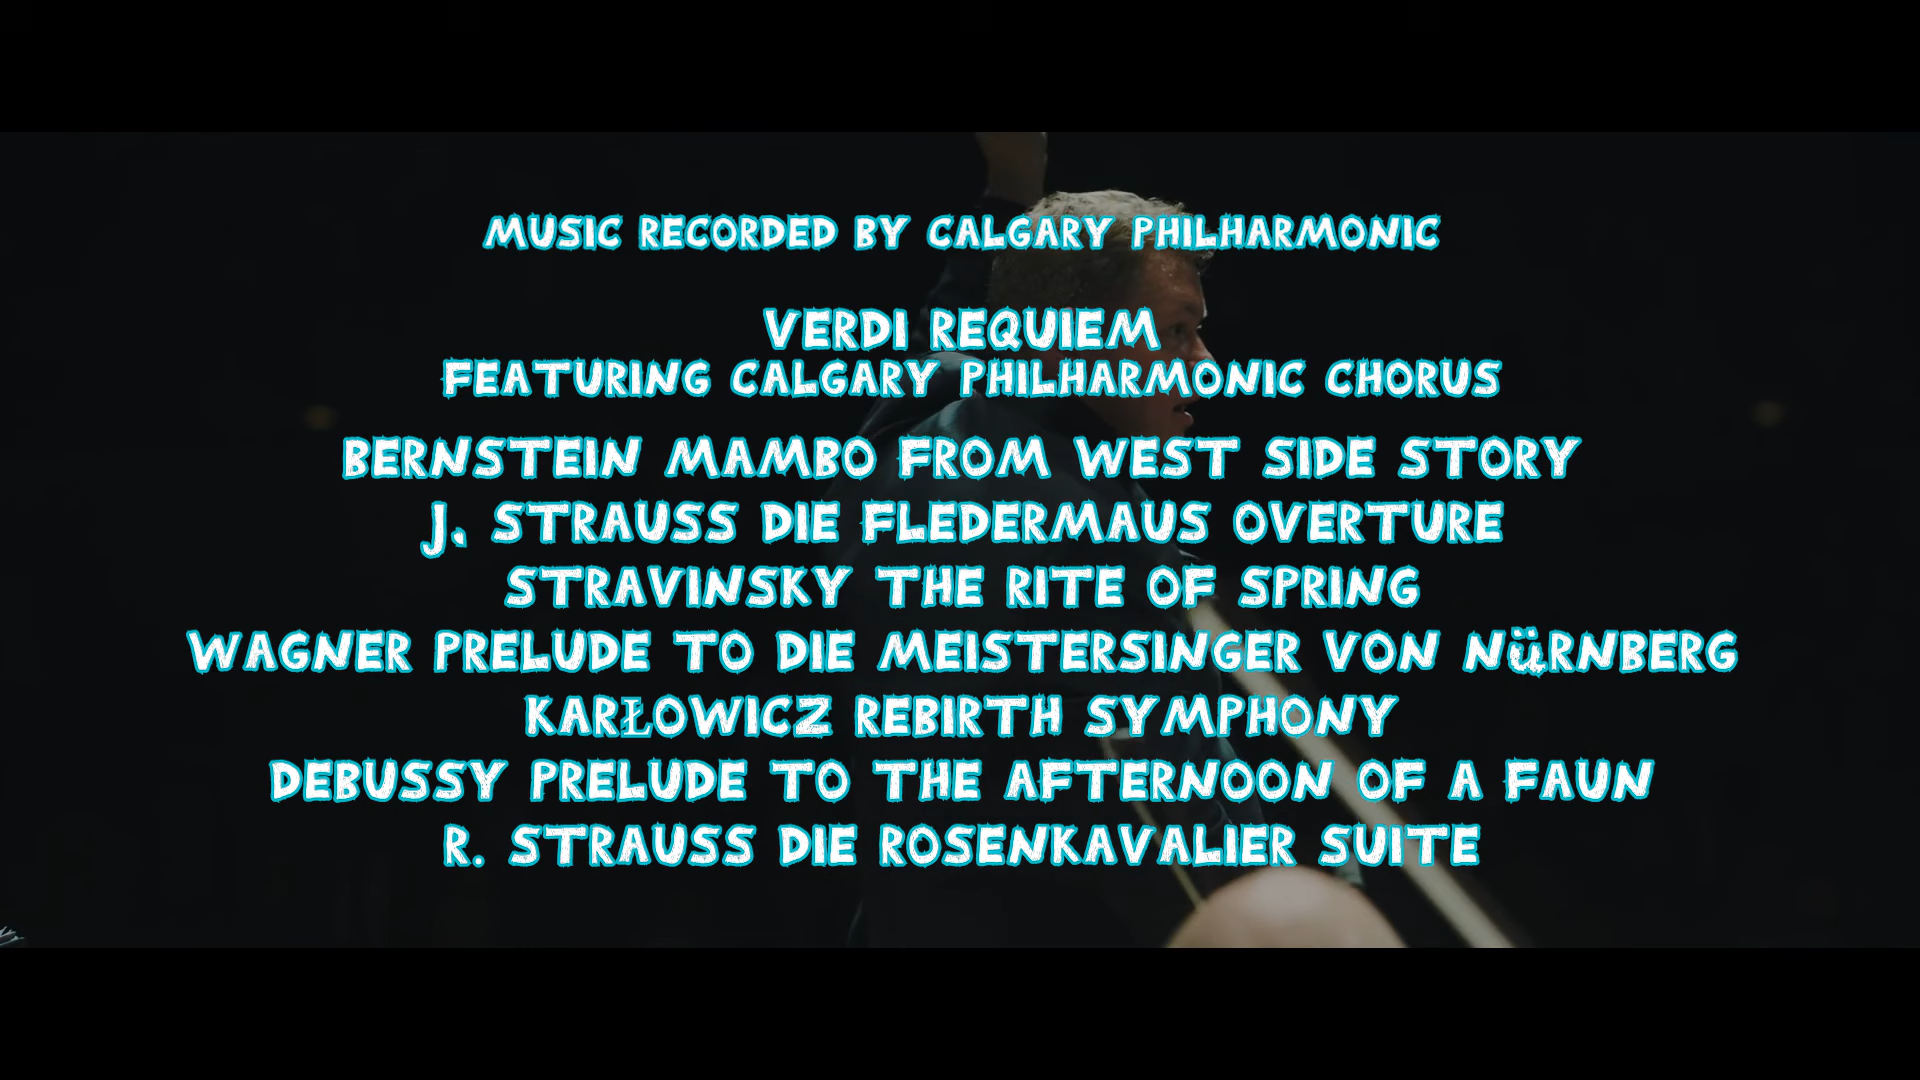 MUSIC RECORDED BY CALGARY PHILHARMONIC
VERDI REQUIEM
FEATURING CALGARY PHILHARMONIC CHORUS
BERNSTEIN MAMBO FROM WEST SIDE STORY
J. STRAUSS DIE FLEDERMAUS OVERTURE
STRAVINSKY THE RITE OF SPRING
WAGNER PRELUDE TO DIE MEISTERSINGER VON NüRNBERG
KARŁOWICZ REBIRTH SYMPHONY
DEBUSSY PRELUDE TO THE AFTERNOON OF A FAUN
R. STRAUSS DIE ROSENKAVALIER SUITE